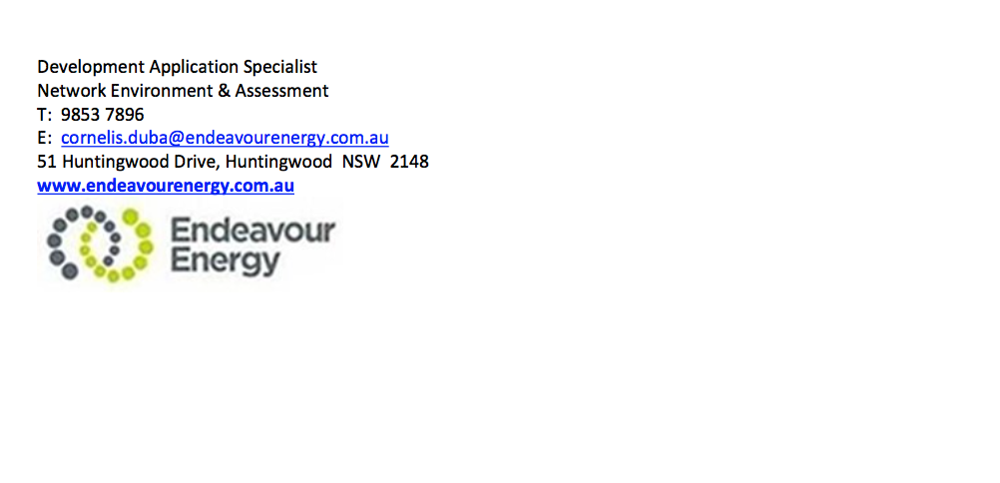 Development Application Specialist
Network Environment & Assessment
T:  9853 7896
E:  cornelis.duba@endeavourenergy.com.au
51 Huntingwood Drive, Huntingwood  NSW  2148
www.endeavourenergy.com.au
Endeavour
Energy